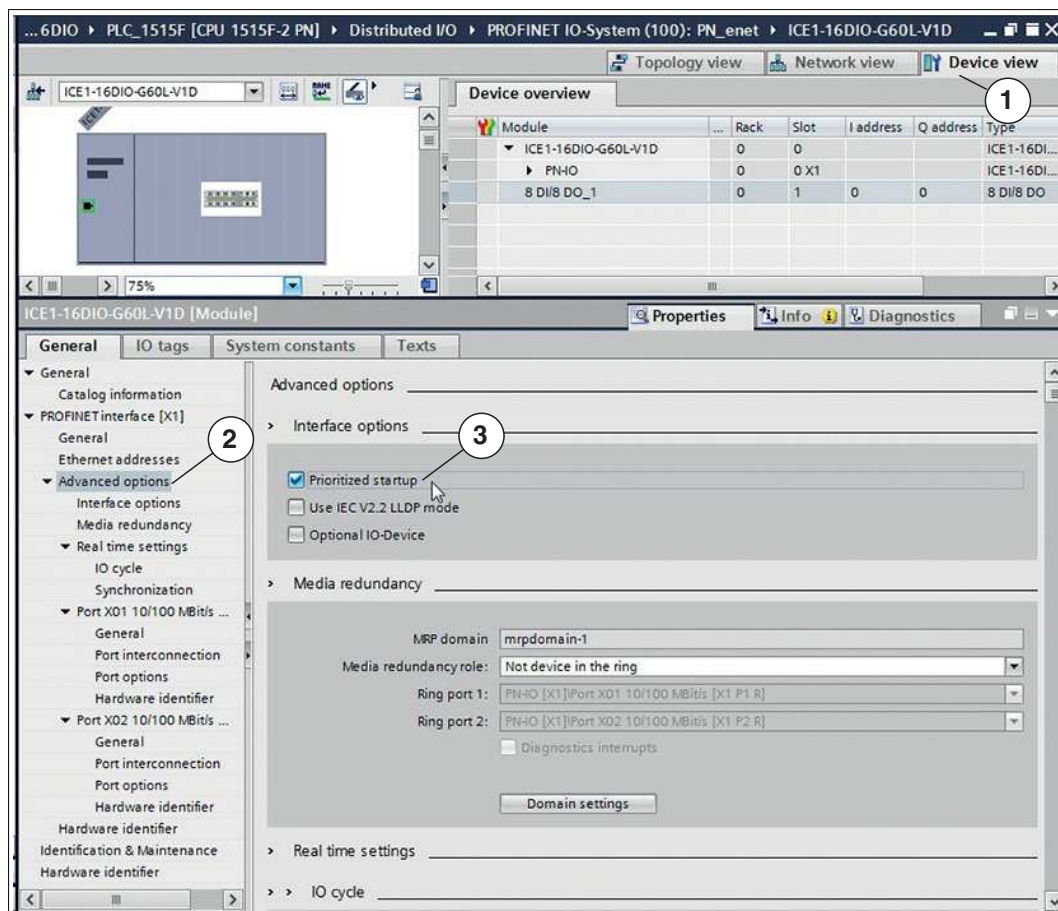 ...6DIO ▸ PLC_1515F [CPU 1515F-2 PN] ▸ Distributed I/O ▸ PROFINET IO-System (100): PN_enet ▸ ICE1-16DIO-G60L-V1D
Topology view Network view Device view
1
ICE1-16DIO-G60L-V1D
Device overview
Module ... Rack Slot I address Q address Type
ICE1-16DIO-G60L-V1D 0 0 ICE1-16DI...
PN-IO 0 0 X1 ICE1-16DI...
8 DI/8 DO_1 0 1 0 0 8 DI/8 DO
75%
ICE1-16DIO-G60L-V1D [Module]
Properties Info Diagnostics
General IO tags System constants Texts
General
Catalog information
PROFINET interface [X1]
General
Ethernet addresses
Advanced options
2
Interface options
Media redundancy
Real time settings
IO cycle
Synchronization
Port X01 10/100 MBit/s ...
General
Port interconnection
Port options
Hardware identifier
Port X02 10/100 MBit/s ...
General
Port interconnection
Port options
Hardware identifier
Hardware identifier
Identification & Maintenance
Hardware identifier
Advanced options
Interface options
3
Prioritized startup
Use IEC V2.2 LLDP mode
Optional IO-Device
Media redundancy
MRP domain mrpdomain-1
Media redundancy role: Not device in the ring
Ring port 1: PN-IO [X1]\Port X01 10/100 MBit/s [X1 P1 R]
Ring port 2: PN-IO [X1]\Port X02 10/100 MBit/s [X1 P2 R]
Diagnostics interrupts
Domain settings
Real time settings
IO cycle